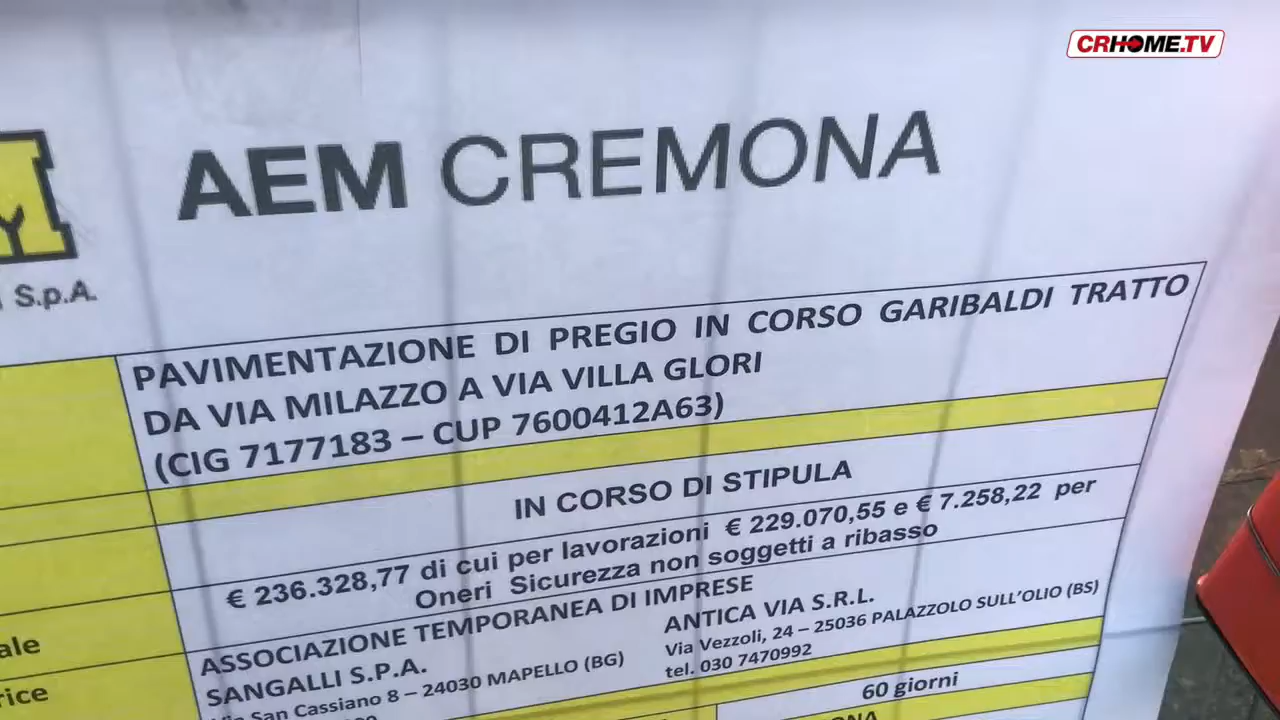 CRHOME.TV
AEM CREMONA
S.p.A.
PAVIMENTAZIONE DI PREGIO IN CORSO GARIBALDI TRATTO
DA VIA MILAZZO A VIA VILLA GLORI
(CIG 7177183 – CUP 7600412A63)
IN CORSO DI STIPULA
€ 236.328,77 di cui per lavorazioni € 229.070,55 e € 7.258,22 per
Oneri Sicurezza non soggetti a ribasso
ASSOCIAZIONE TEMPORANEA DI IMPRESE
SANGALLI S.P.A.
Via San Cassiano 8 – 24030 MAPELLO (BG)
ANTICA VIA S.R.L.
Via Vezzoli, 24 – 25036 PALAZZOLO SULL'OLIO (BS)
tel. 030 7470992
60 giorni